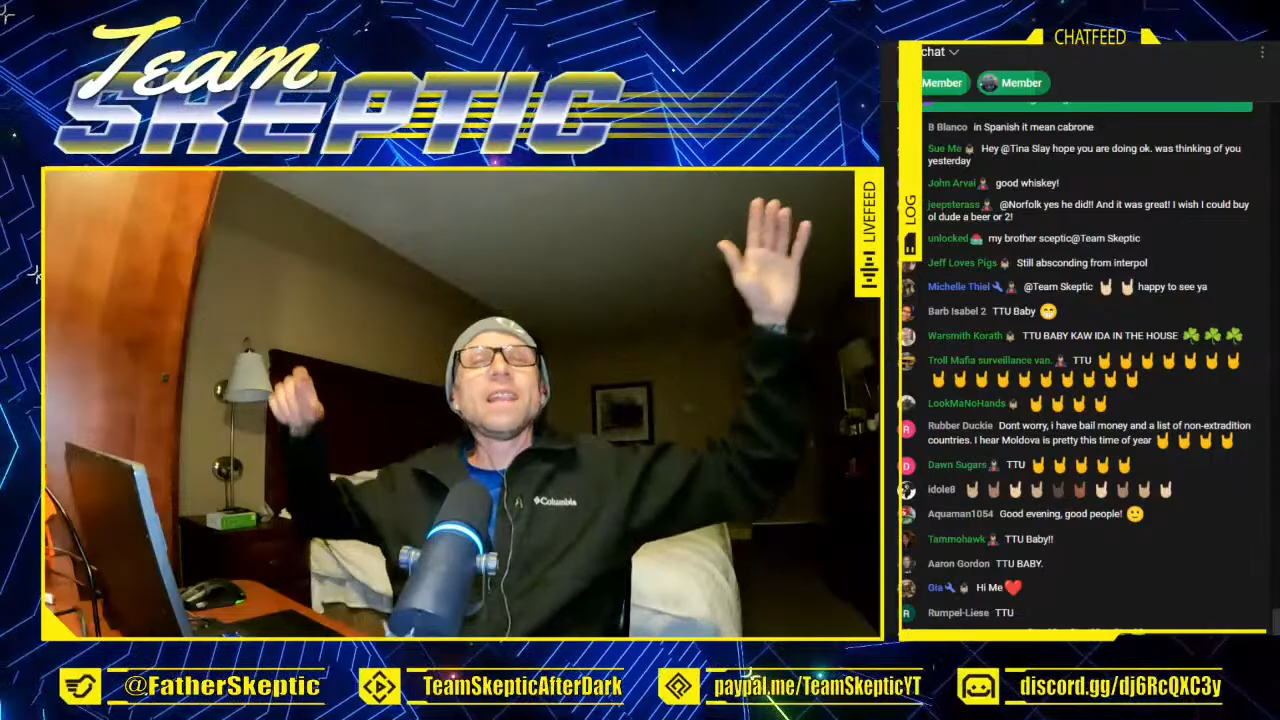 Team
SKEPTIC
CHATFEED
chat
Member Member
B Blanco in Spanish it mean cabrone
Sue Me Hey @Tina Slay hope you are doing ok. was thinking of you
yesterday
John Arvai good whiskey!
jeepsterass @Norfolk yes he did!! And it was great! I wish I could buy
ol dude a beer or 2!
unlocked my brother sceptic@Team Skeptic
Jeff Loves Pigs Still absconding from interpol
Michelle Thiel @Team Skeptic 🤘🏻 🤘🏻 happy to see ya
Barb Isabel 2 TTU Baby 😁
Warsmith Korath TTU BABY KAW IDA IN THE HOUSE ☘️ ☘️ ☘️
Troll Mafia surveillance van. TTU 🤘 🤘 🤘 🤘 🤘 🤘 🤘
🤘 🤘 🤘 🤘 🤘 🤘 🤘 🤘 🤘 🤘
LookMaNoHands 🤘 🤘 🤘 🤘
Rubber Duckie Dont worry, i have bail money and a list of non-extradition
countries. I hear Moldova is pretty this time of year 🤘 🤘 🤘 🤘
Dawn Sugars TTU 🤘 🤘 🤘 🤘 🤘
idole8
Aquaman1054 Good evening, good people! 🙂
Tammohawk TTU Baby!!
Aaron Gordon TTU BABY.
Gia Hi Me ❤️
Rumpel-Liese TTU
LOG
LIVEFEED
Columbia
@FatherSkeptic
TeamSkepticAfterDark
paypal.me/TeamSkepticYT
discord.gg/dj6RcQXC3y